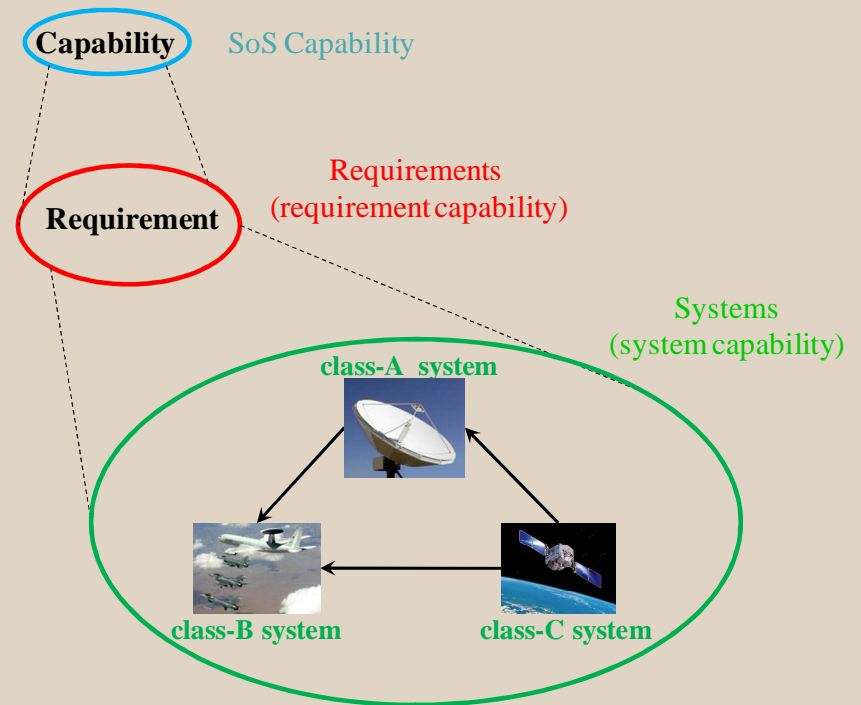 Capability
SoS Capability
Requirement
Requirements
(requirement capability)
Systems
(system capability)
class-A system
class-B system
class-C system